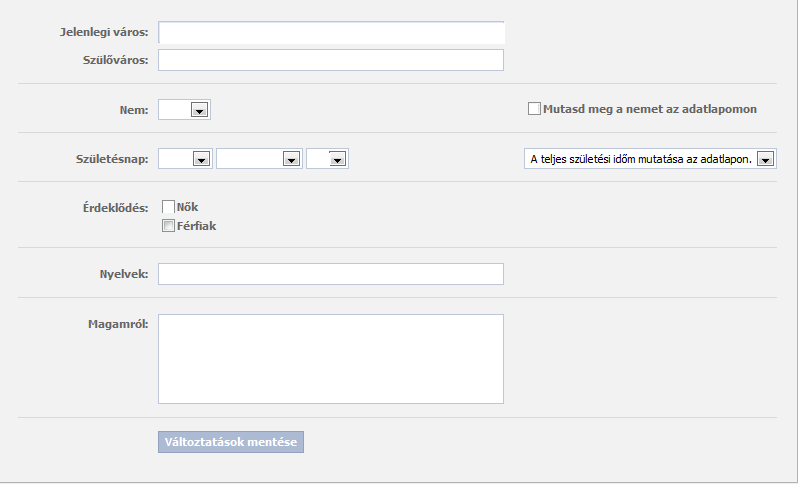 Jelenlegi város:
Szülőváros:
Nem:
Mutasd meg a nemet az adatlapomon
Születésnap:
A teljes születési időm mutatása az adatlapon.
Érdeklődés:
Nők
Férfiak
Nyelvek:
Magamról:
Változtatások mentése